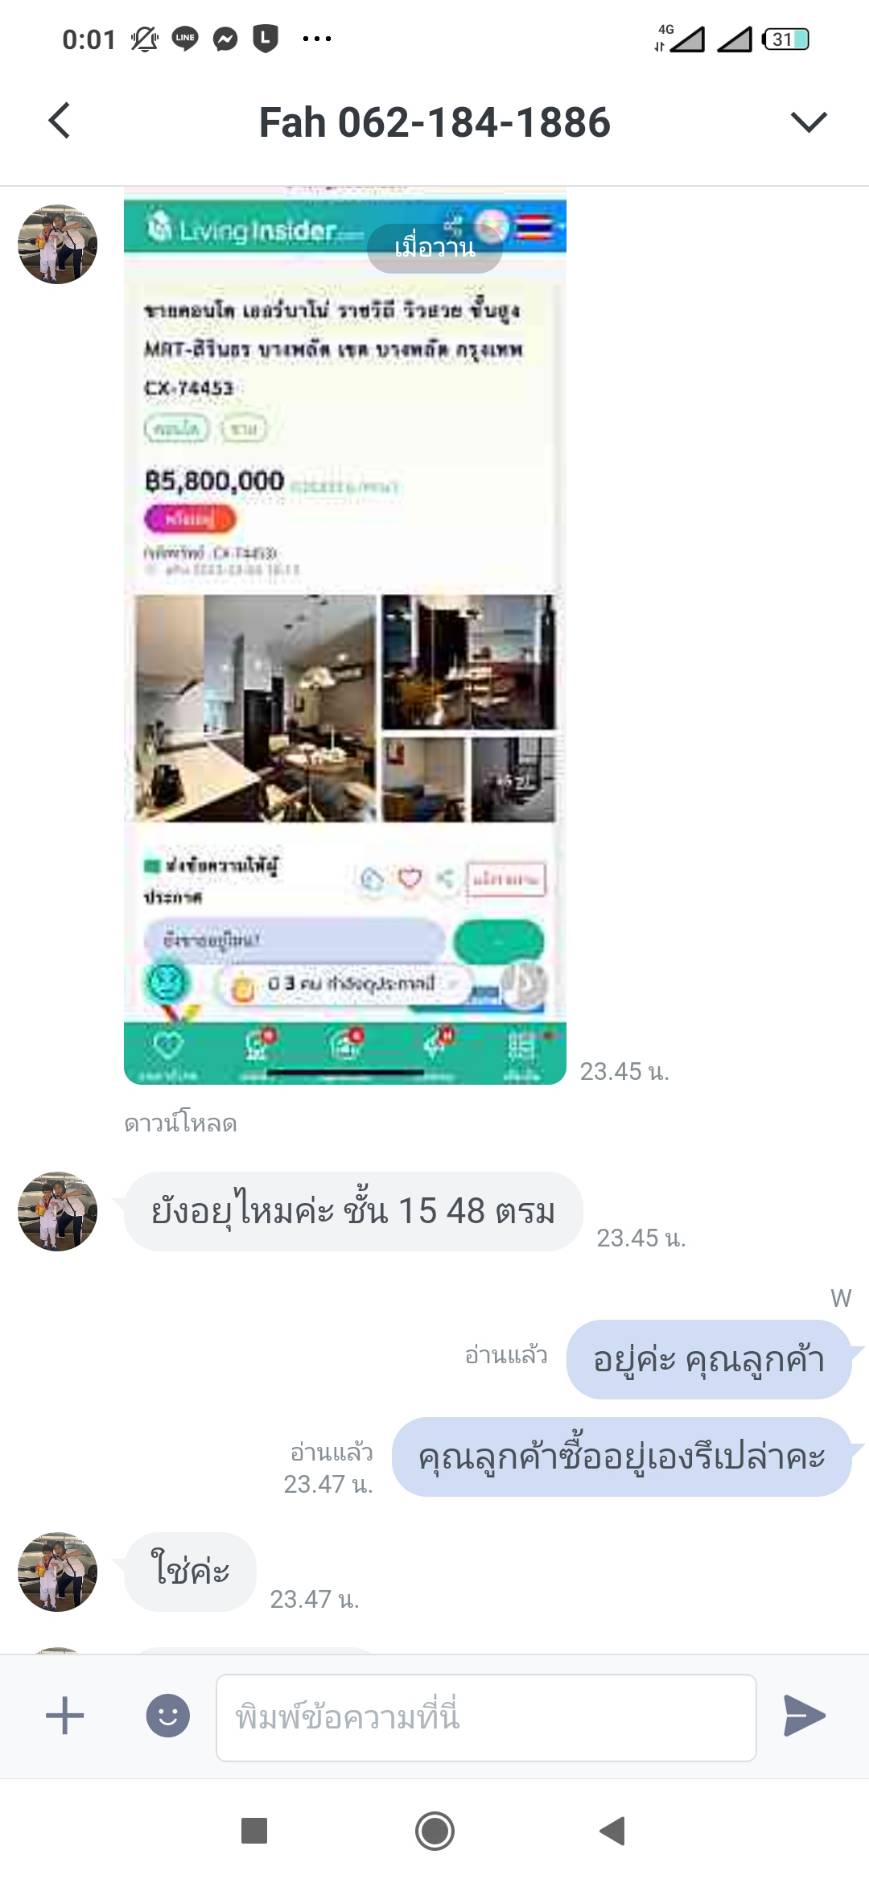 0:01
LINE
L
4G
31
Fah 062-184-1886
LivingInsider.com
เมื่อวาน
ขายคอนโด เออร์บาโน่ ราชวิถี วิวสวย ชั้นสูง
MRT-สิรินธร บางพลัด เขต บางพลัด กรุงเทพ
CX-74453
คอนโด ขาย
฿5,800,000
พร้อมอยู่
ส่งข้อความให้ผู้
ประกาศ
ยังขายอยู่ไหม?
มี 3 คน กำลังดูประกาศนี้
23.45 น.
ดาวน์โหลด
ยังอยุไหมค่ะ ชั้น 15 48 ตรม
23.45 น.
W
อ่านแล้ว
อยู่ค่ะ คุณลูกค้า
อ่านแล้ว
23.47 น.
คุณลูกค้าซื้ออยู่เองรึเปล่าคะ
ใช่ค่ะ
23.47 น.
พิมพ์ข้อความที่นี่